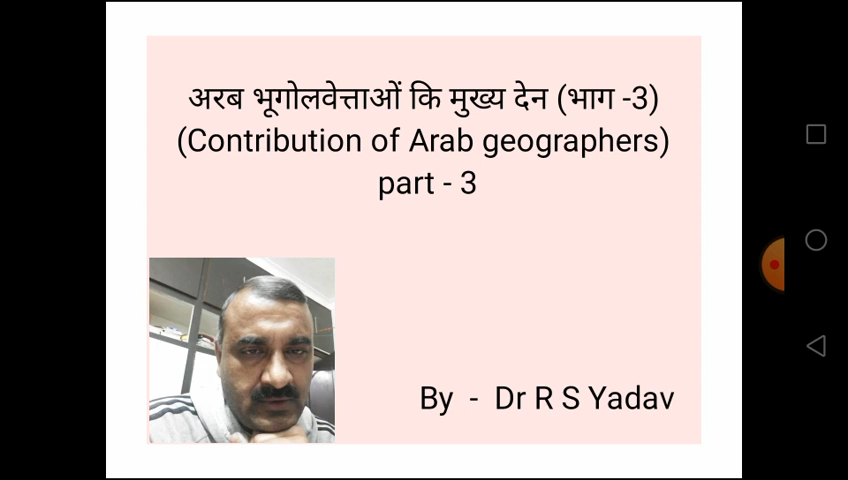 अरब भूगोलवेत्ताओं कि मुख्य देन (भाग -3)
(Contribution of Arab geographers)
part - 3
By - Dr R S Yadav